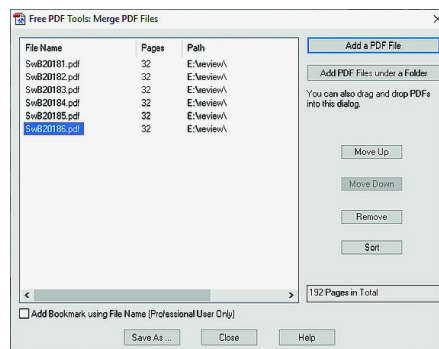 Free PDF Tools: Merge PDF Files
File Name Pages Path
SwB20181.pdf 32 E:\review\
SwB20182.pdf 32 E:\review\
SwB20183.pdf 32 E:\review\
SwB20184.pdf 32 E:\review\
SwB20185.pdf 32 E:\review\
SwB20186.pdf 32 E:\review\
Add a PDF File
Add PDF Files under a Folder
You can also drag and drop PDFs
into this dialog.
Move Up
Move Down
Remove
Sort
192 Pages in Total
Add Bookmark using File Name (Professional User Only)
Save As ... Close Help